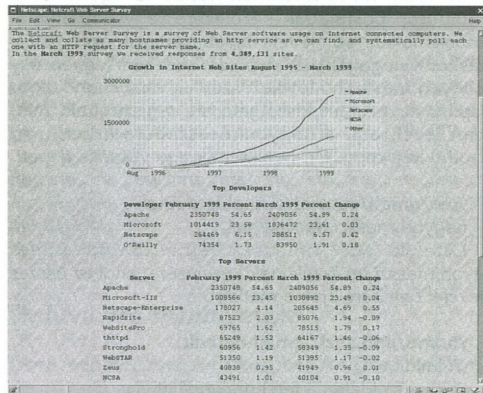 Netscape: Netcraft Web Server Survey
File Edit View Go Communicator Help
The Netcraft Web Server Survey is a survey of Web Server software usage on Internet connected computers. We
collect and collate as many hostnames providing an http service as we can find, and systematically poll each
one with an HTTP request for the server name.
In the March 1999 survey we received responses from 4,389,131 sites.
Growth in Internet Web Sites August 1995 - March 1999
3000000
1500000
0
Aug 1996 1997 1998 1999
Apache
Microsoft
Netscape
NCSA
Other
Top Developers
Developer February 1999 Percent March 1999 Percent Change
Apache 2350748 54.65 2409056 54.89 0.24
Microsoft 1014419 23.58 1036472 23.61 0.03
Netscape 264469 6.15 288511 6.57 0.42
O'Reilly 74354 1.73 83950 1.91 0.18
Top Servers
Server February 1999 Percent March 1999 Percent Change
Apache 2350748 54.65 2409056 54.89 0.24
Microsoft-IIS 1008566 23.45 1030892 23.49 0.04
Netscape-Enterprise 178027 4.14 205645 4.69 0.55
Rapidsite 87523 2.03 85076 1.94 -0.09
WebSitePro 69765 1.62 78515 1.79 0.17
thttpd 65249 1.52 64167 1.46 -0.06
Stronghold 60956 1.42 58349 1.33 -0.09
WebSTAR 51350 1.19 51395 1.17 -0.02
Zeus 40838 0.95 41949 0.96 0.01
NCSA 43491 1.01 40104 0.91 -0.10